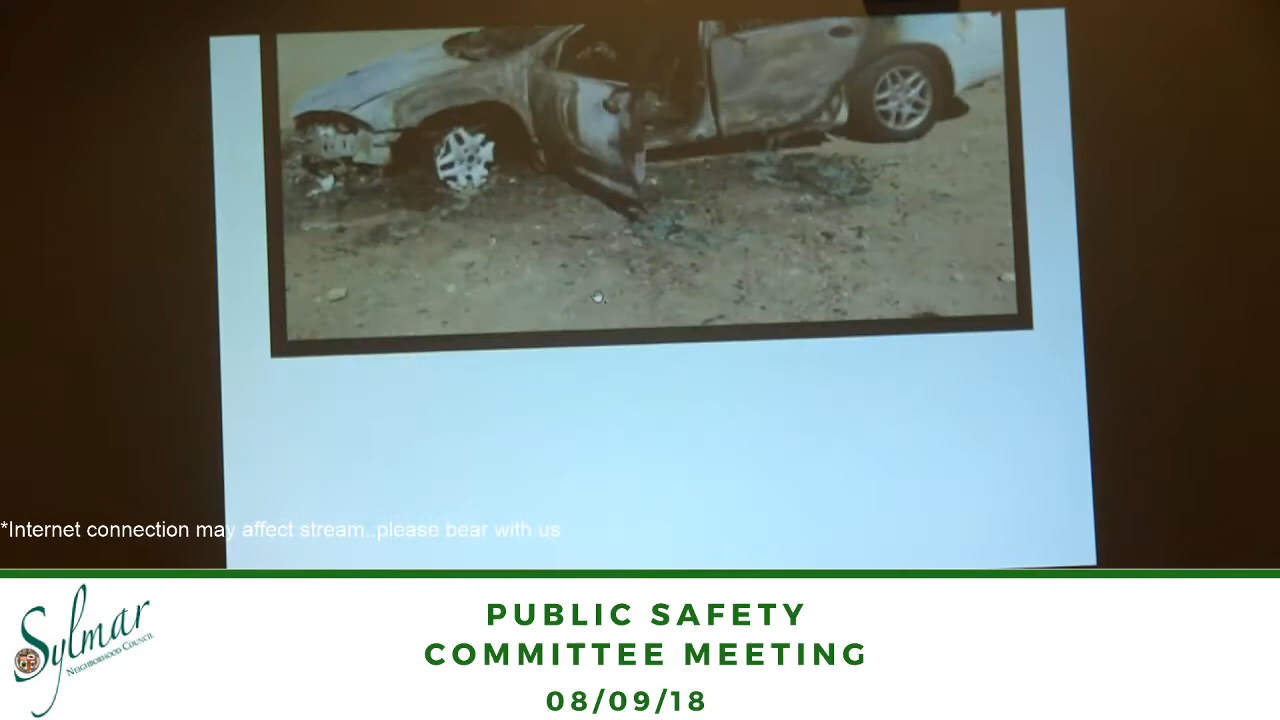 *Internet connection may affect stream..please bear with us
PUBLIC SAFETY
COMMITTEE MEETING
08/09/18
Sylmar
NEIGHBORHOOD COUNCIL